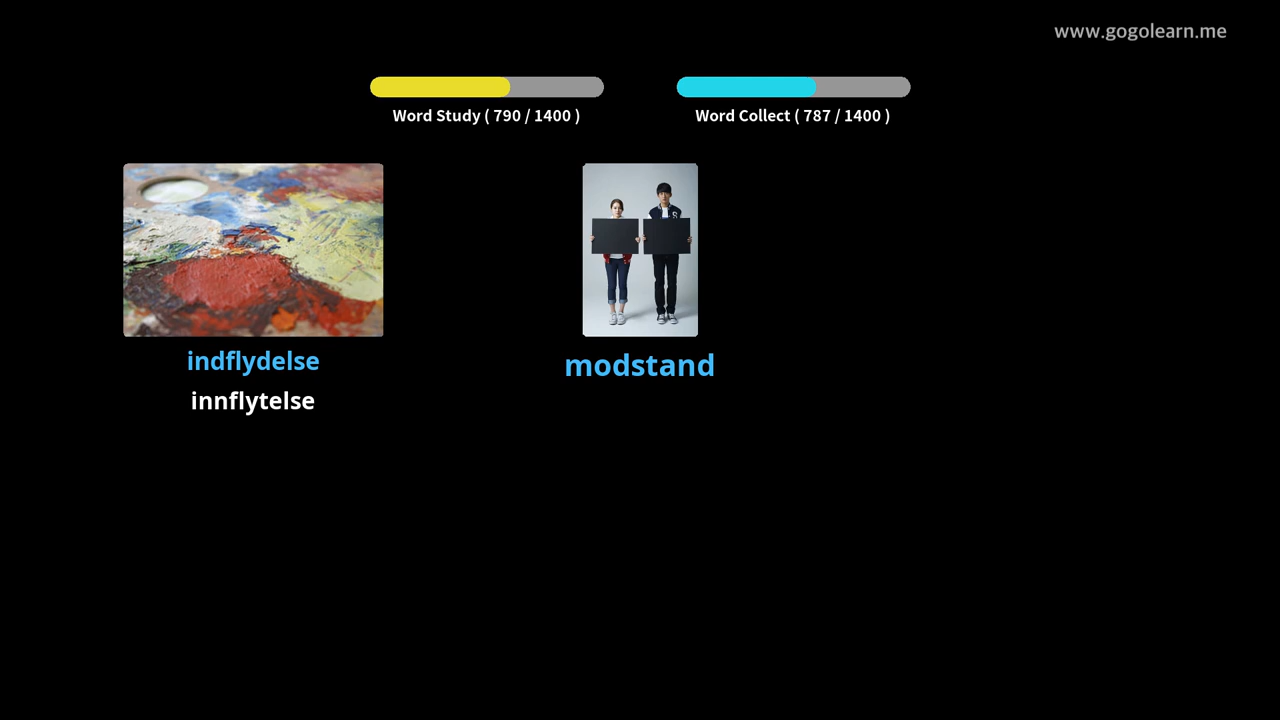 www.gogolearn.me
Word Study ( 790 / 1400 )
Word Collect ( 787 / 1400 )
indflydelse
innflytelse
modstand